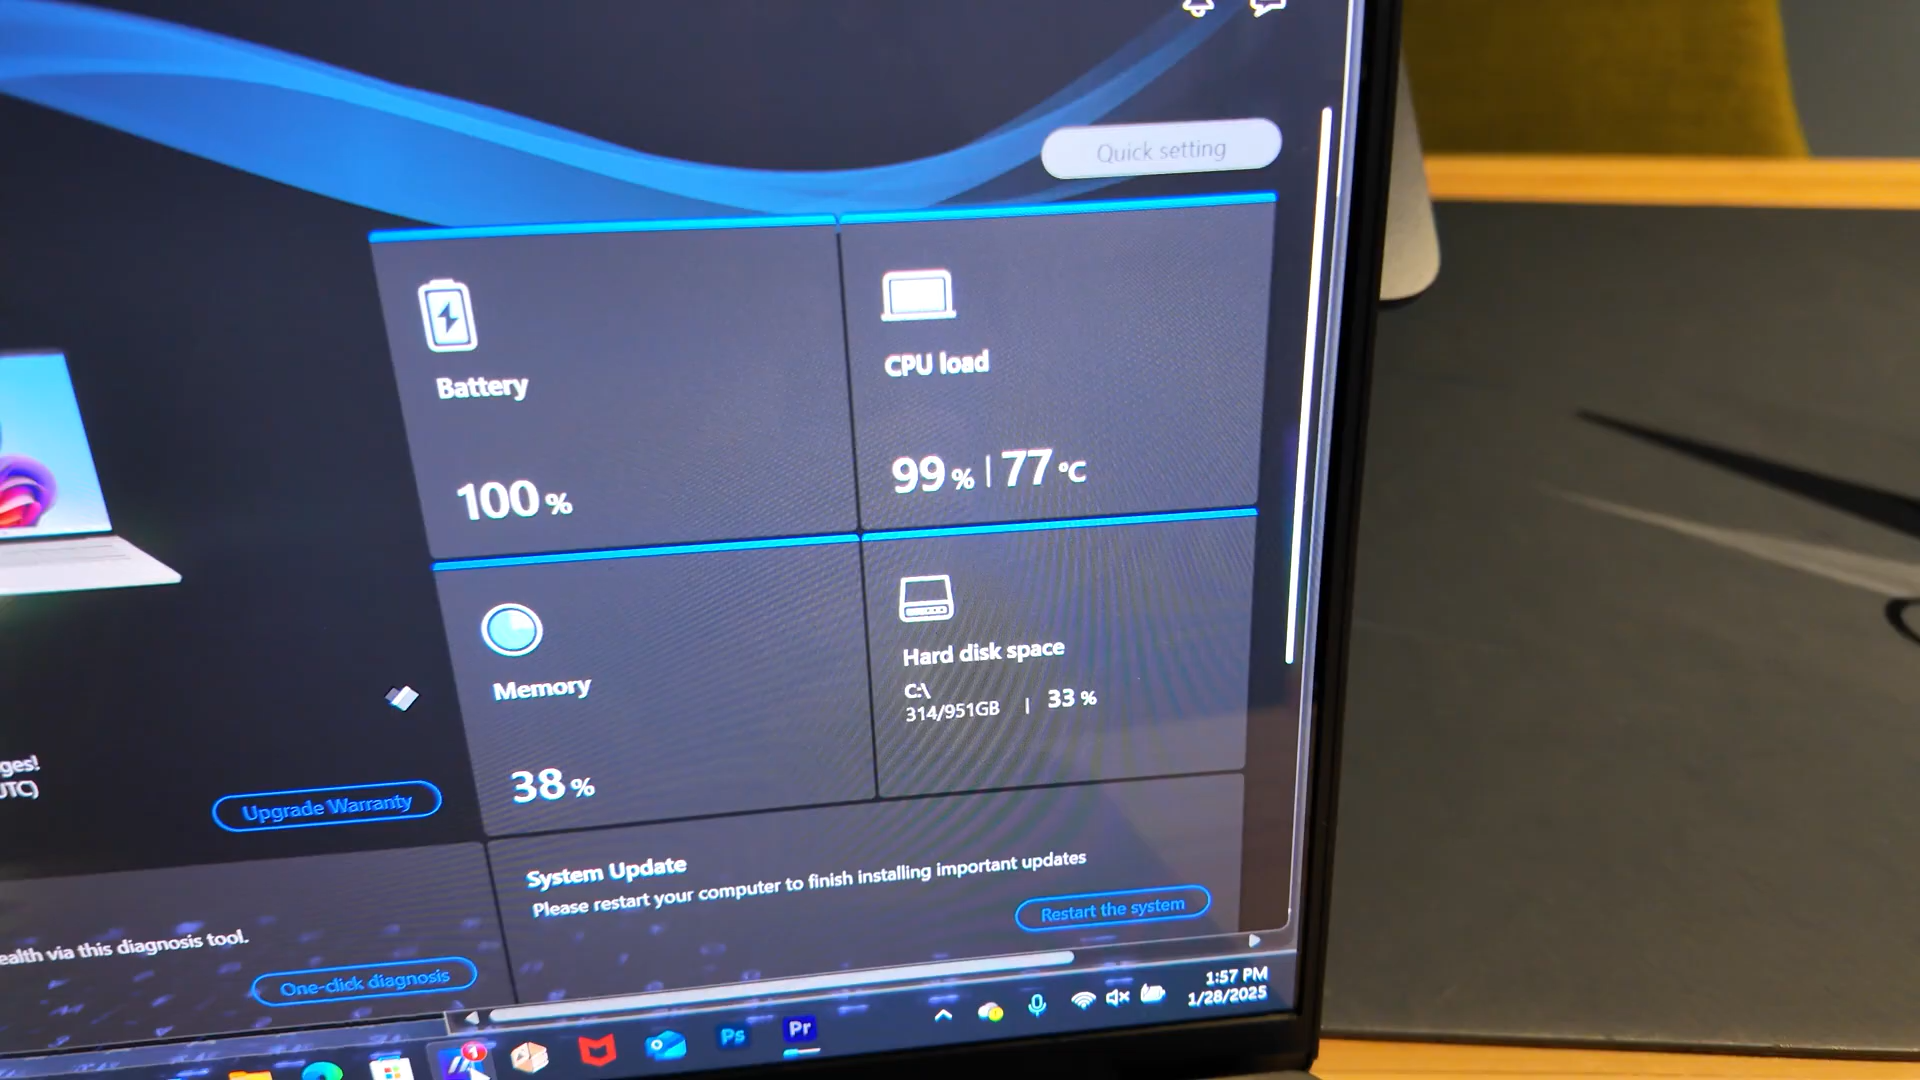 Quick setting
Battery
100 %
CPU load
99 % | 77 °C
Memory
38 %
Hard disk space
C:\
314/951GB | 33 %
ges!
UTC)
Upgrade Warranty
System Update
Please restart your computer to finish installing important updates
Restart the system
ealth via this diagnosis tool.
One-click diagnosis
1:57 PM
1/28/2025
1
Ps
Pr